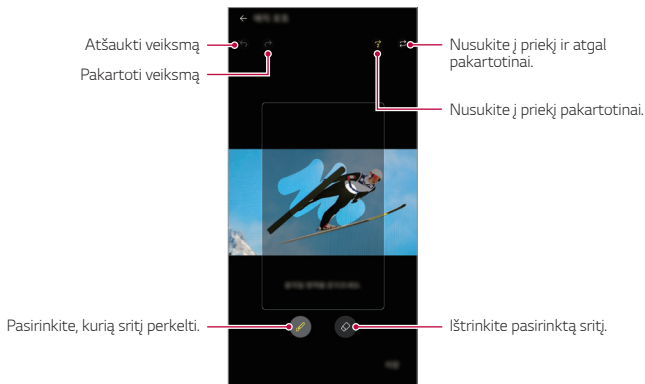 Atšaukti veiksmą
Pakartoti veiksmą
Nusukite į priekį ir atgal
pakartotinai.
Nusukite į priekį pakartotinai.
Pasirinkite, kurią sritį perkelti.
Ištrinkite pasirinktą sritį.